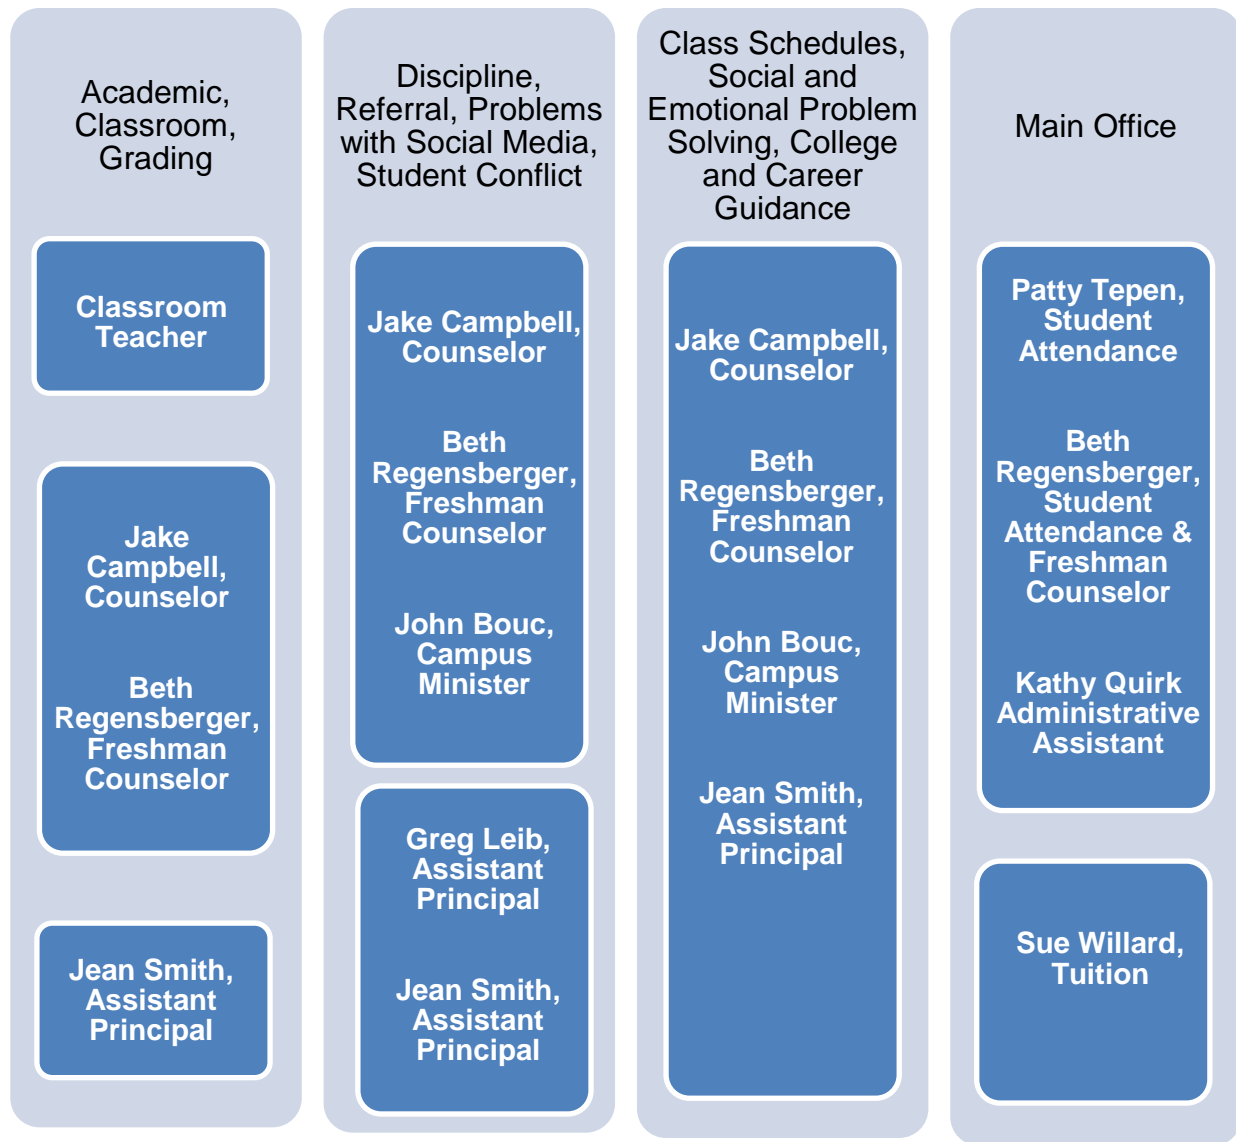 Academic,
Classroom,
Grading
Classroom
Teacher
Jake
Campbell,
Counselor
Beth
Regensberger,
Freshman
Counselor
Jean Smith,
Assistant
Principal
Discipline,
Referral, Problems
with Social Media,
Student Conflict
Jake Campbell,
Counselor
Beth
Regensberger,
Freshman
Counselor
John Bouc,
Campus
Minister
Greg Leib,
Assistant
Principal
Jean Smith,
Assistant
Principal
Class Schedules,
Social and
Emotional Problem
Solving, College
and Career
Guidance
Jake Campbell,
Counselor
Beth
Regensberger,
Freshman
Counselor
John Bouc,
Campus
Minister
Jean Smith,
Assistant
Principal
Main Office
Patty Tepen,
Student
Attendance
Beth
Regensberger,
Student
Attendance &
Freshman
Counselor
Kathy Quirk
Administrative
Assistant
Sue Willard,
Tuition